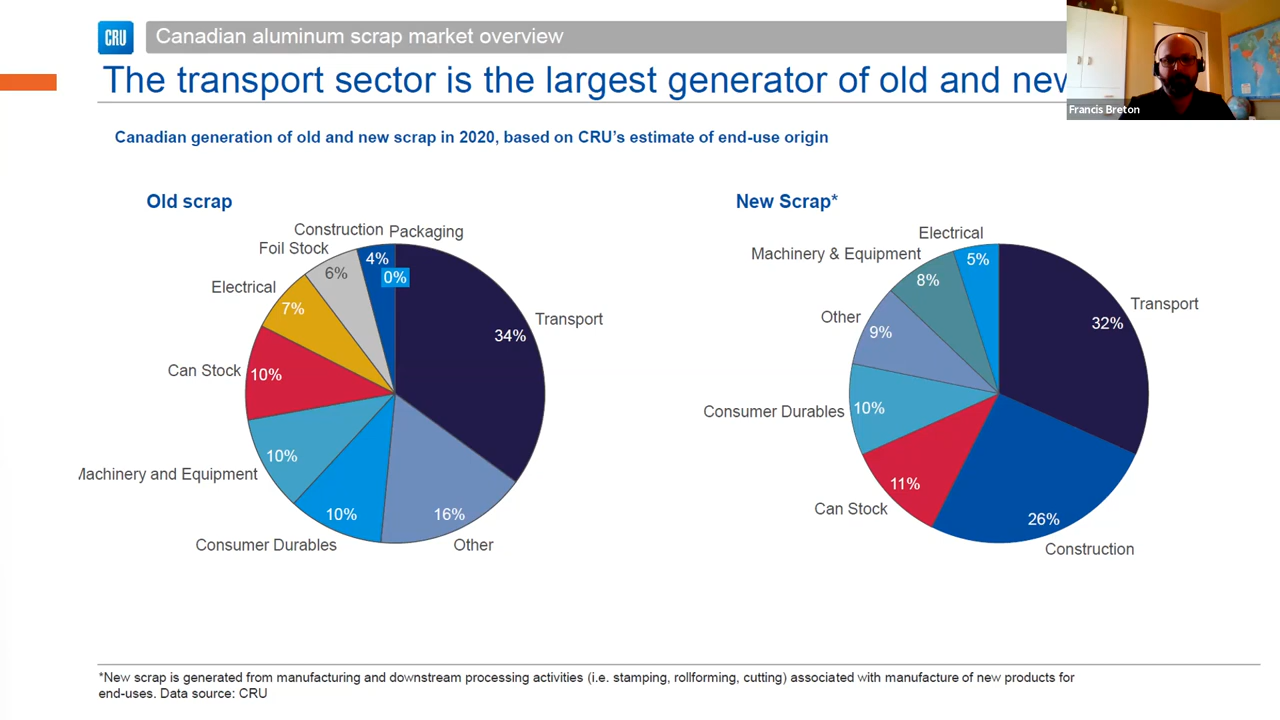 CRU
Canadian aluminum scrap market overview
The transport sector is the largest generator of old and new
Francis Breton
Canadian generation of old and new scrap in 2020, based on CRU's estimate of end-use origin
Old scrap
Construction
Packaging
Foil Stock
4%
0%
6%
Electrical
7%
Transport
34%
Can Stock
10%
10%
Machinery and Equipment
10%
16%
Consumer Durables
Other
New Scrap*
Electrical
Machinery & Equipment
5%
8%
Transport
32%
Other
9%
Consumer Durables
10%
11%
Can Stock
26%
Construction
*New scrap is generated from manufacturing and downstream processing activities (i.e. stamping, rollforming, cutting) associated with manufacture of new products for
end-uses. Data source: CRU